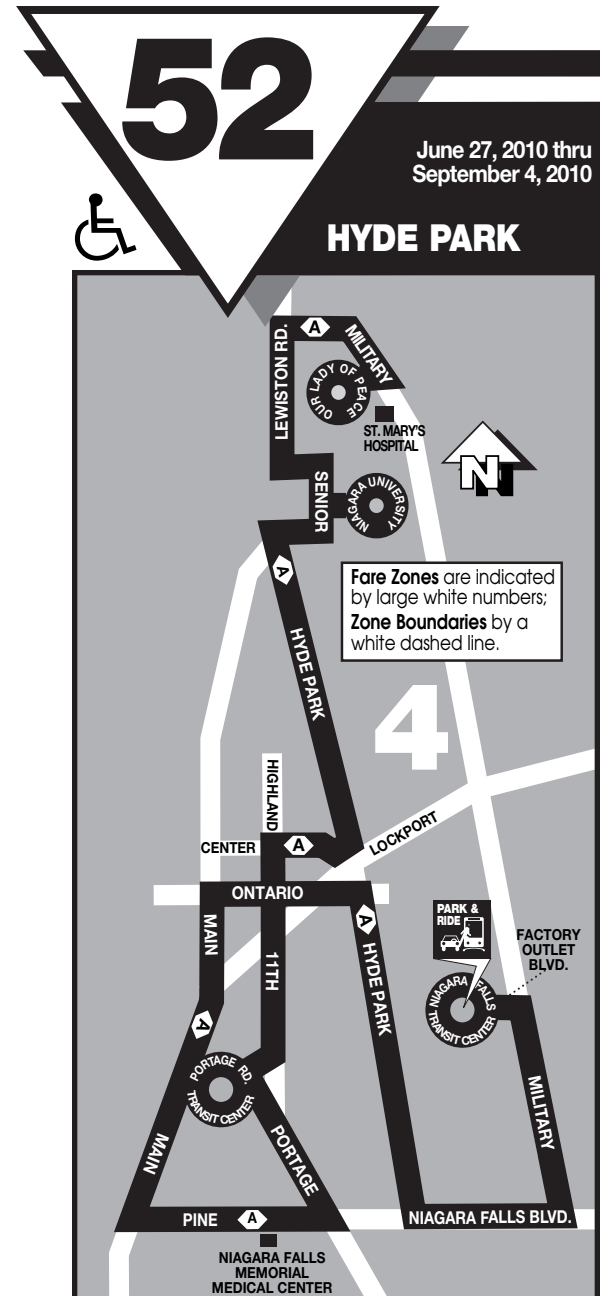 52
June 27, 2010 thru
September 4, 2010
HYDE PARK
A
MILITARY
LEWISTON RD.
OUR LADY OF PEACE
ST. MARY'S
HOSPITAL
N
SENIOR
NIAGARA UNIVERSITY
A
Fare Zones are indicated
by large white numbers;
Zone Boundaries by a
white dashed line.
HYDE PARK
4
HIGHLAND
CENTER
A
LOCKPORT
ONTARIO
MAIN
11TH
A
HYDE PARK
PARK &
RIDE
FACTORY
OUTLET
BLVD.
NIAGARA FALLS
TRANSIT CENTER
A
PORTAGE RD.
TRANSIT CENTER
MILITARY
MAIN
PORTAGE
PINE
A
NIAGARA FALLS BLVD.
NIAGARA FALLS
MEMORIAL
MEDICAL CENTER